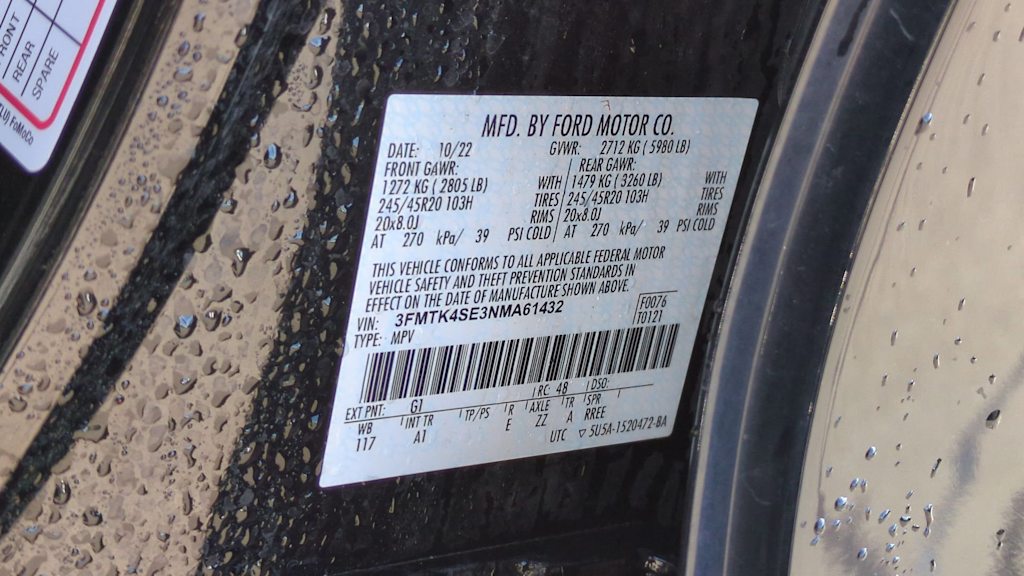 FRONT
REAR
SPARE
FoMoCo
MFD. BY FORD MOTOR CO.
DATE: 10/22 GVWR: 2712 KG ( 5980 LB)
FRONT GAWR: REAR GAWR:
1272 KG ( 2805 LB) WITH 1479 KG ( 3260 LB) WITH
245/45R20 103H TIRES 245/45R20 103H TIRES
20x8.0J RIMS 20x8.0J RIMS
AT 270 kPa/ 39 PSI COLD AT 270 kPa/ 39 PSI COLD
THIS VEHICLE CONFORMS TO ALL APPLICABLE FEDERAL MOTOR
VEHICLE SAFETY AND THEFT PREVENTION STANDARDS IN
EFFECT ON THE DATE OF MANUFACTURE SHOWN ABOVE.
VIN: 3FMTK4SE3NMA61432 F0076
TYPE: MPV T0121
EXT PNT: G1 RC: 48 DSO:
WB INT TR TP/PS R AXLE TR SPR
117 A1 E ZZ A RREE
UTC ▽ 5U5A-1520472-BA